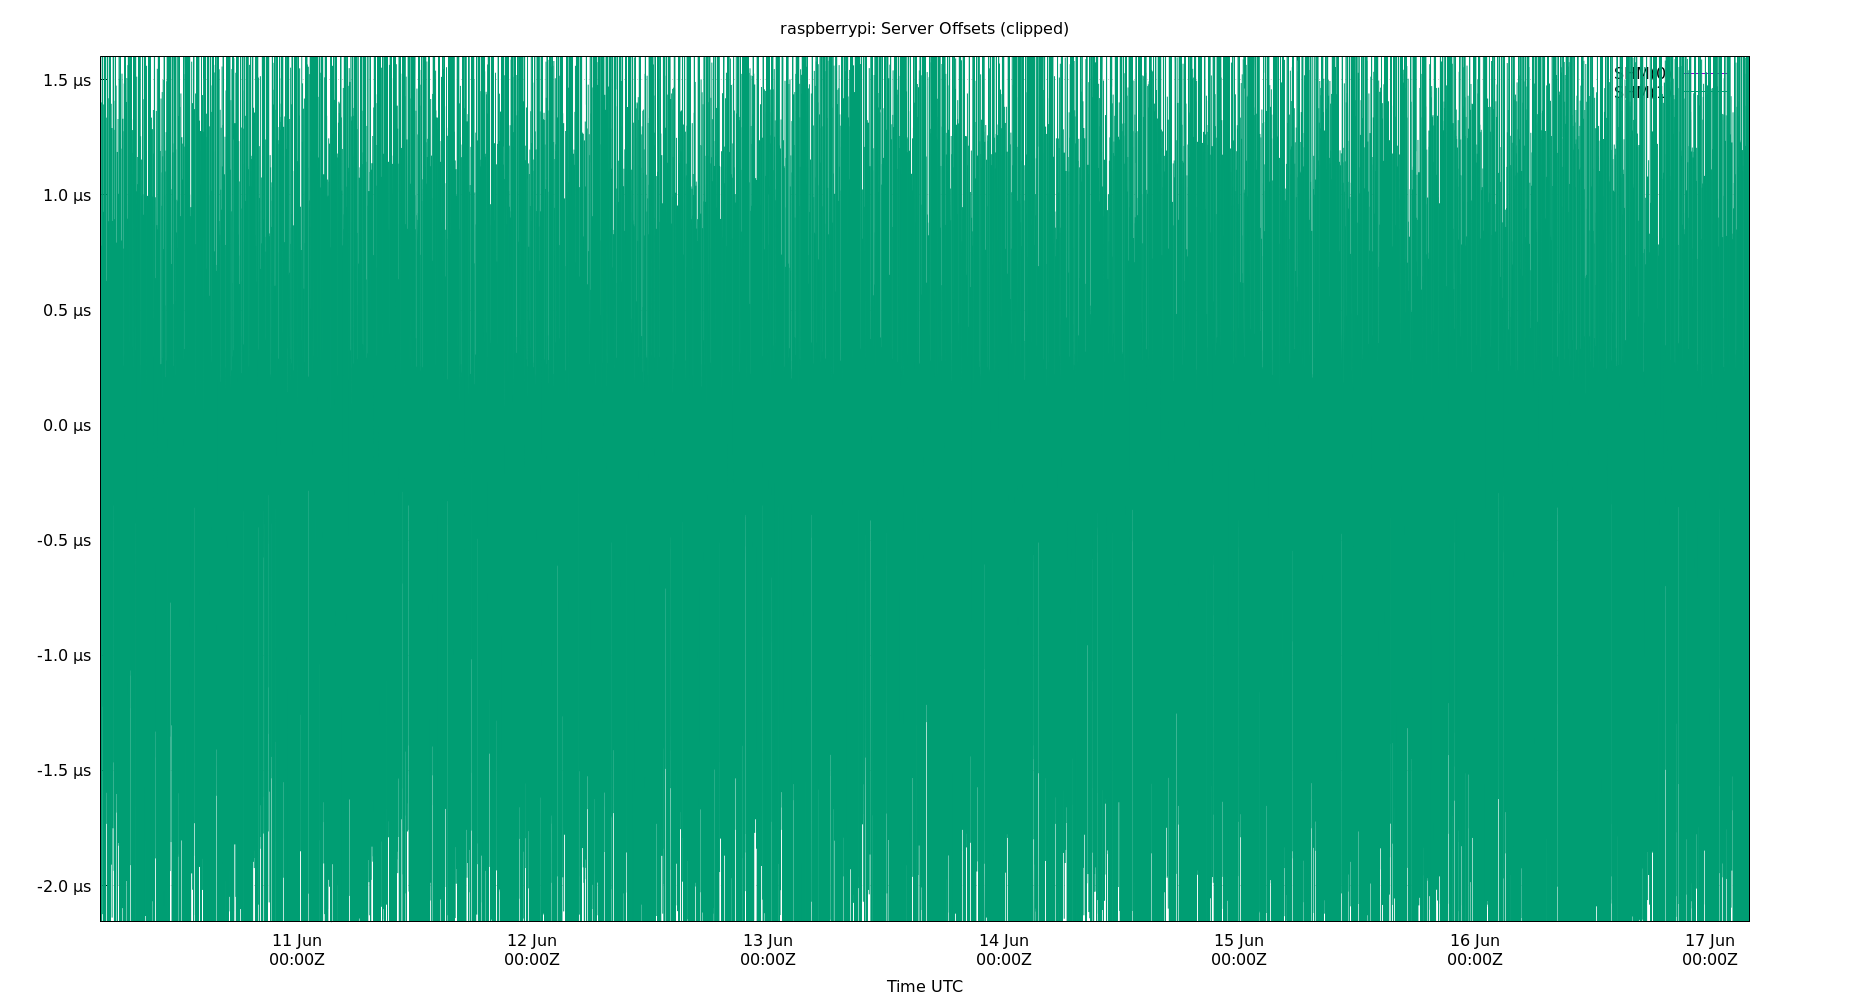 raspberrypi: Server Offsets (clipped)
1.5 µs
1.0 µs
0.5 µs
0.0 µs
-0.5 µs
-1.0 µs
-1.5 µs
-2.0 µs
11 Jun
00:00Z
12 Jun
00:00Z
13 Jun
00:00Z
14 Jun
00:00Z
15 Jun
00:00Z
16 Jun
00:00Z
17 Jun
00:00Z
Time UTC